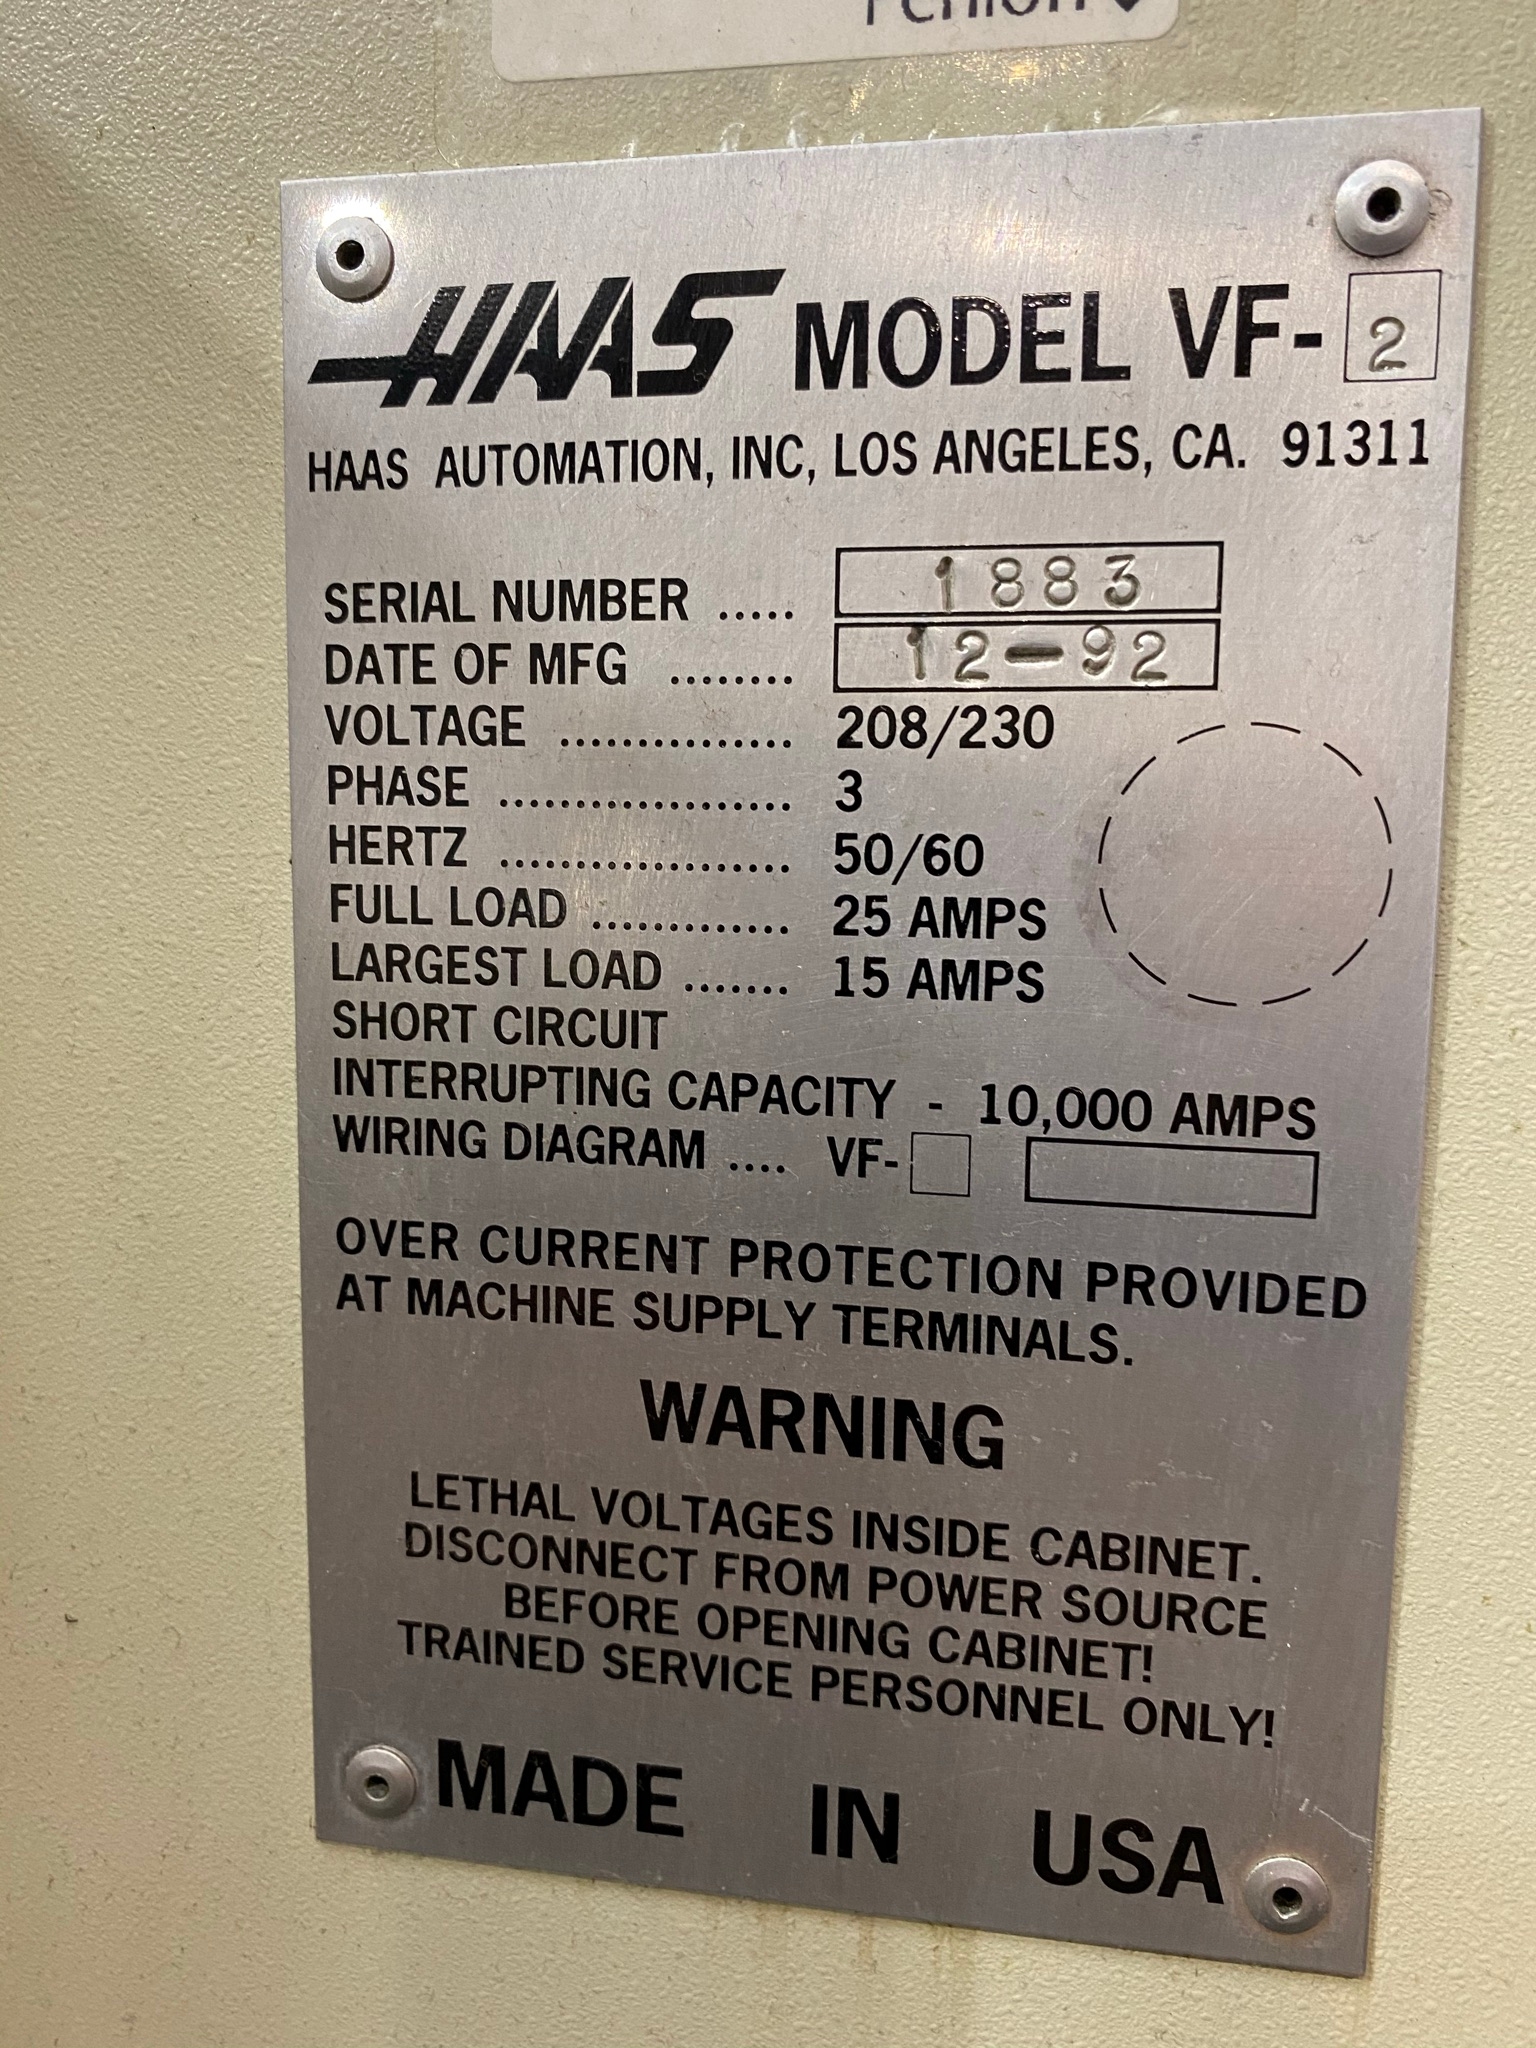 HAAS MODEL VF-2
HAAS AUTOMATION, INC, LOS ANGELES, CA. 91311
SERIAL NUMBER ..... 1883
DATE OF MFG ........ 12-92
VOLTAGE ............... 208/230
PHASE ................... 3
HERTZ ................... 50/60
FULL LOAD ............. 25 AMPS
LARGEST LOAD ....... 15 AMPS
SHORT CIRCUIT
INTERRUPTING CAPACITY - 10,000 AMPS
WIRING DIAGRAM .... VF-
OVER CURRENT PROTECTION PROVIDED
AT MACHINE SUPPLY TERMINALS.
WARNING
LETHAL VOLTAGES INSIDE CABINET.
DISCONNECT FROM POWER SOURCE
BEFORE OPENING CABINET!
TRAINED SERVICE PERSONNEL ONLY!
MADE IN USA